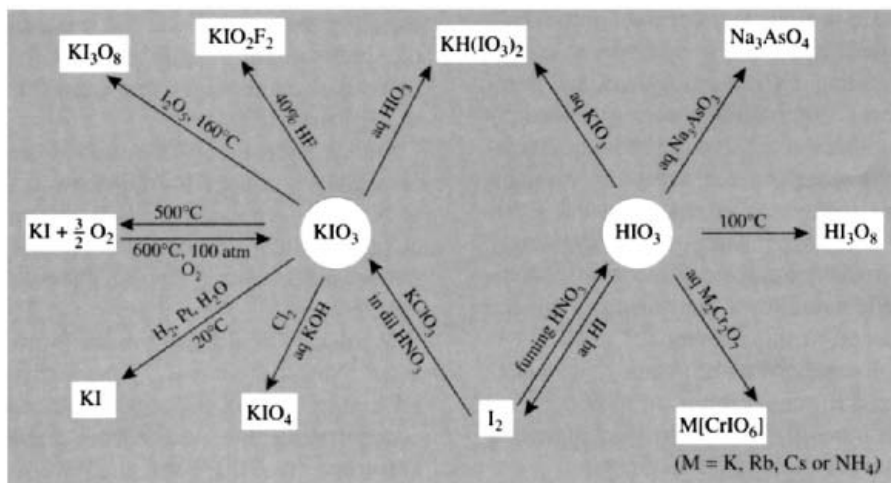 KI₃O₈
KIO₂F₂
KH(IO₃)₂
Na₃AsO₄
I₂O₅, 160°C
40% HF
aq HIO₃
aq KIO₃
aq Na₃AsO₃
KI + 3/2 O₂
500°C
600°C, 100 atm
O₂
KIO₃
HIO₃
100°C
HI₃O₈
H₂, Pt, H₂O
20°C
Cl₂
aq KOH
KClO₃
in dil HNO₃
fuming HNO₃
aq HI
aq M₂Cr₂O₇
KI
KIO₄
I₂
M[CrIO₆]
(M = K, Rb, Cs or NH₄)